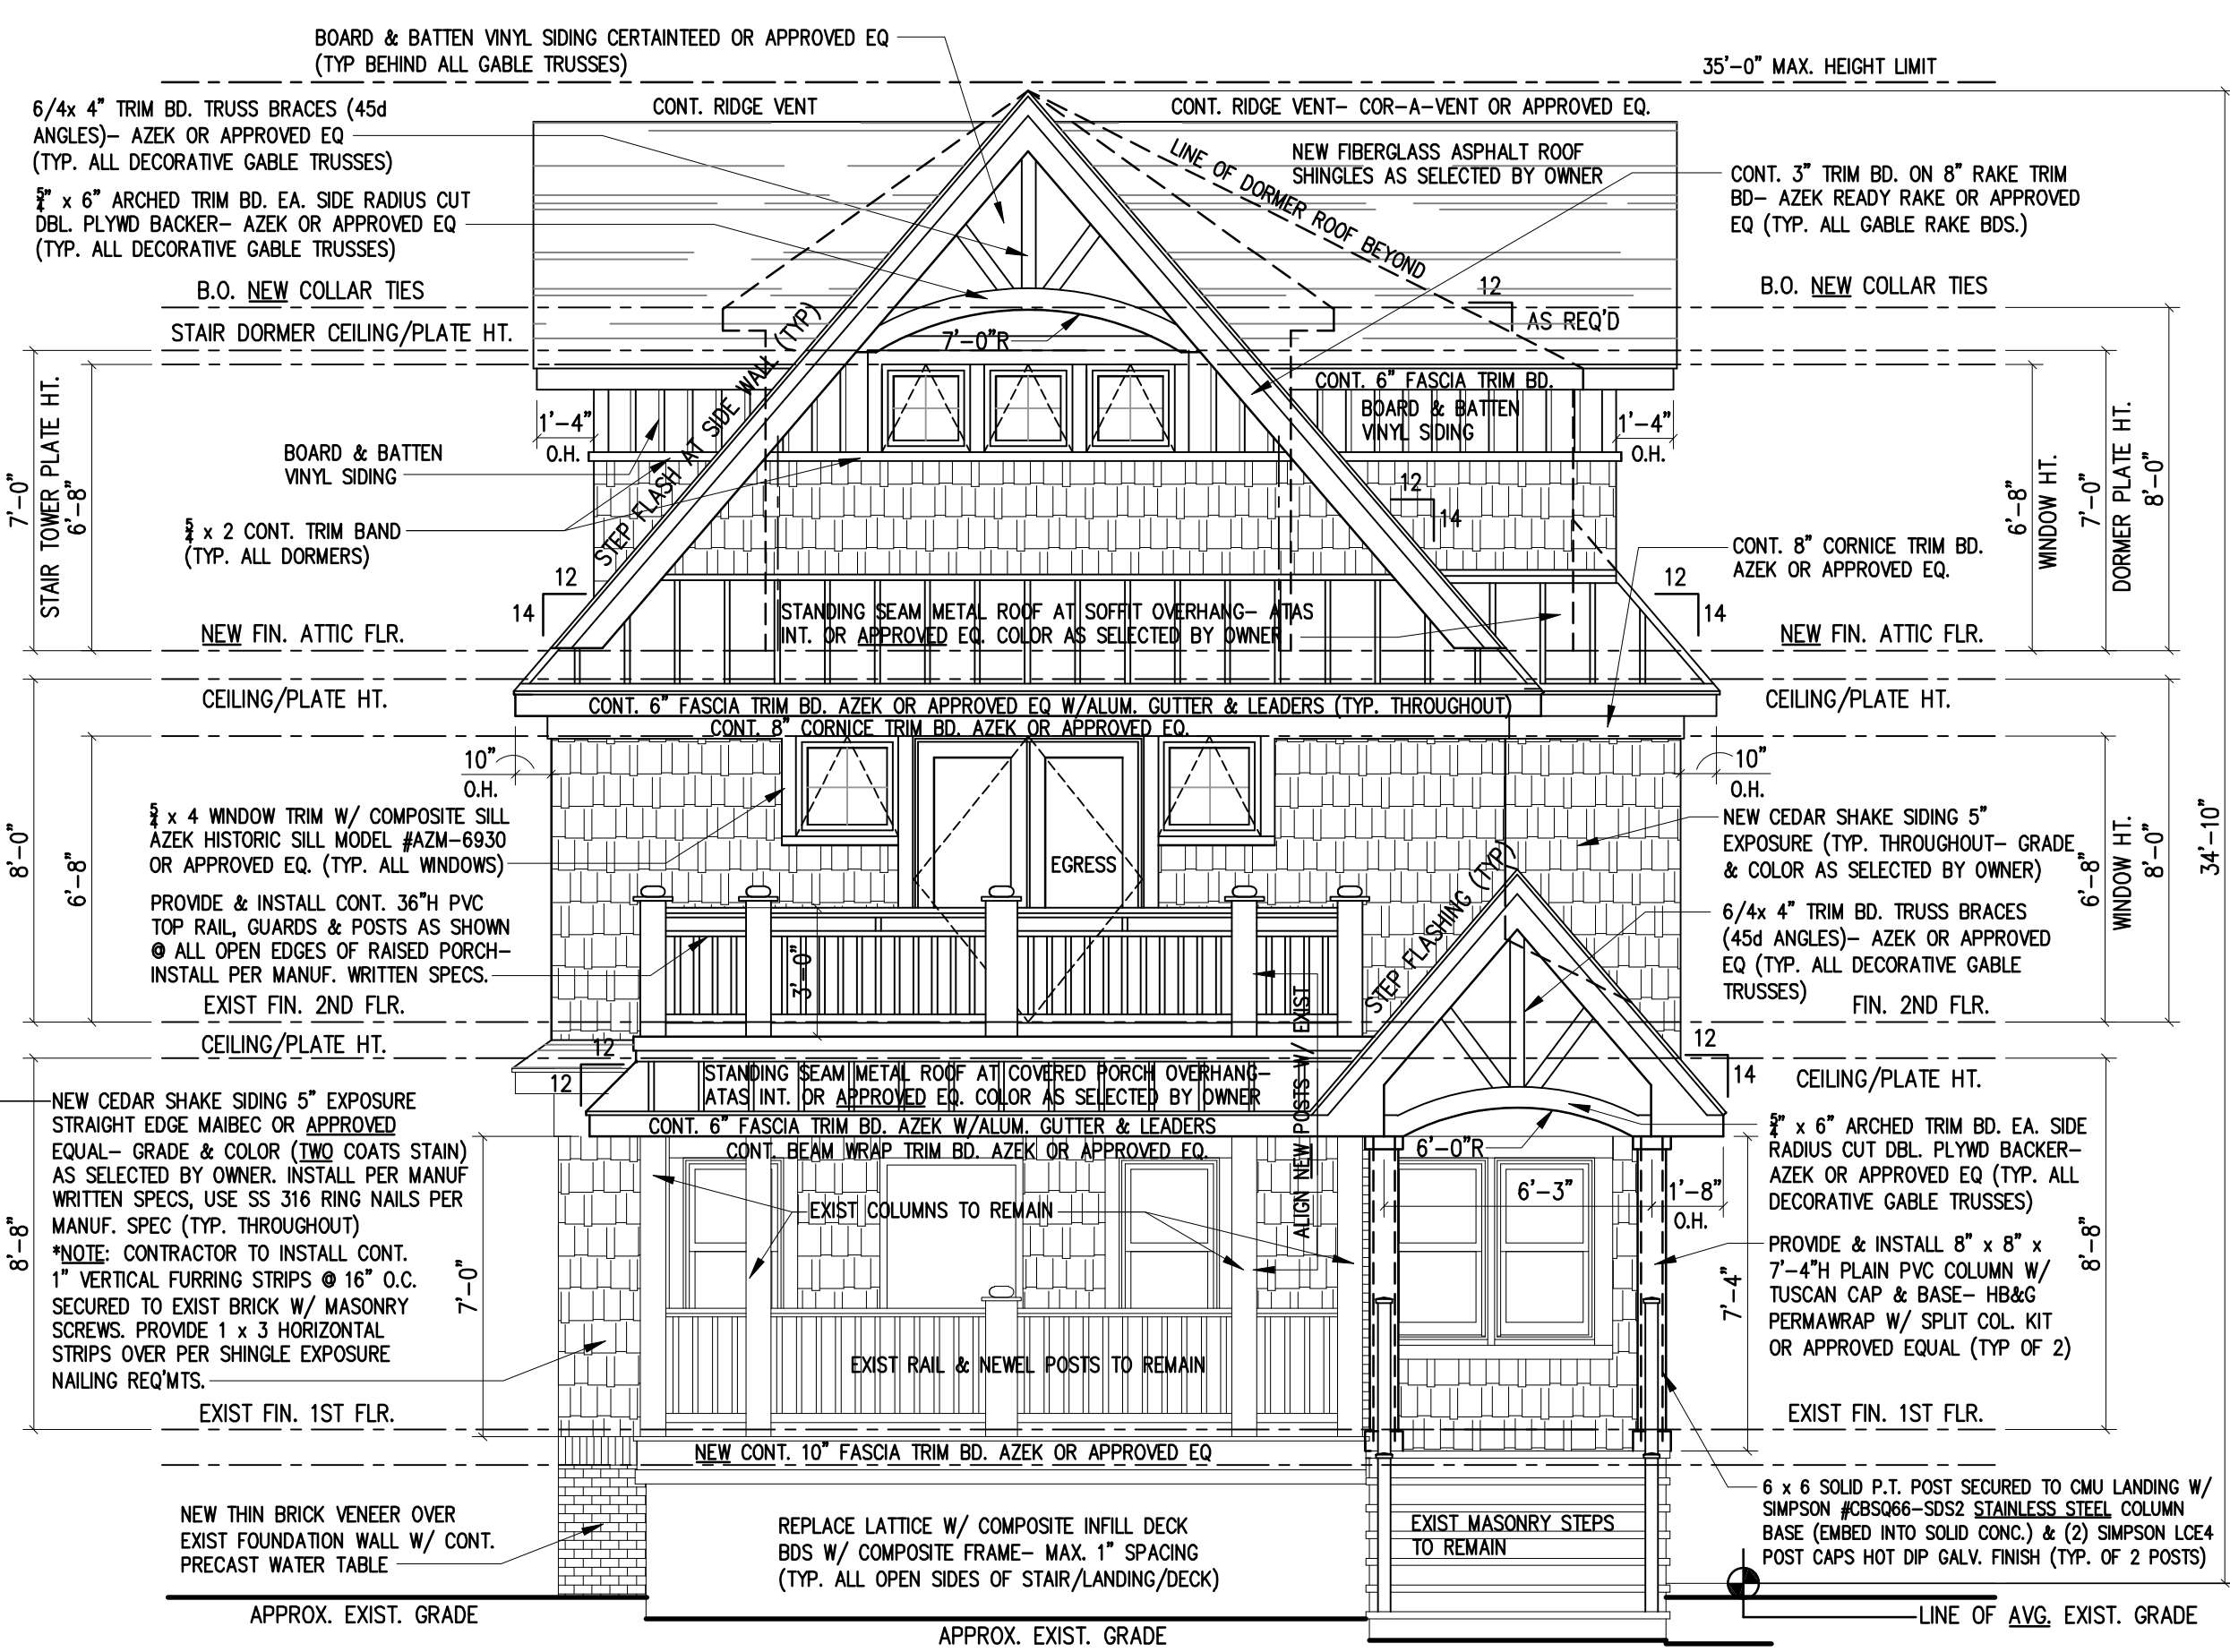 BOARD & BATTEN VINYL SIDING CERTAINTEED OR APPROVED EQ
(TYP BEHIND ALL GABLE TRUSSES)
35'-0" MAX. HEIGHT LIMIT
6/4x 4" TRIM BD. TRUSS BRACES (45d
ANGLES)- AZEK OR APPROVED EQ
(TYP. ALL DECORATIVE GABLE TRUSSES)
CONT. RIDGE VENT
CONT. RIDGE VENT- COR-A-VENT OR APPROVED EQ.
LINE OF DORMER ROOF BEYOND
NEW FIBERGLASS ASPHALT ROOF
SHINGLES AS SELECTED BY OWNER
CONT. 3" TRIM BD. ON 8" RAKE TRIM
BD- AZEK READY RAKE OR APPROVED
EQ (TYP. ALL GABLE RAKE BDS.)
5/4" x 6" ARCHED TRIM BD. EA. SIDE RADIUS CUT
DBL. PLYWD BACKER- AZEK OR APPROVED EQ
(TYP. ALL DECORATIVE GABLE TRUSSES)
B.O. NEW COLLAR TIES
B.O. NEW COLLAR TIES
12
AS REQ'D
STAIR DORMER CEILING/PLATE HT.
7'-0"R
STEP FLASH AT SIDE WALL (TYP)
CONT. 6" FASCIA TRIM BD.
BOARD & BATTEN
VINYL SIDING
1'-4"
O.H.
1'-4"
O.H.
7'-0"
STAIR TOWER PLATE HT.
6'-8"
BOARD & BATTEN
VINYL SIDING
5/4 x 2 CONT. TRIM BAND
(TYP. ALL DORMERS)
12
14
6'-8"
WINDOW HT.
7'-0"
DORMER PLATE HT.
8'-0"
CONT. 8" CORNICE TRIM BD.
AZEK OR APPROVED EQ.
12
14
12
14
STANDING SEAM METAL ROOF AT SOFFIT OVERHANG- ATAS
INT. OR APPROVED EQ. COLOR AS SELECTED BY OWNER
NEW FIN. ATTIC FLR.
NEW FIN. ATTIC FLR.
CEILING/PLATE HT.
CEILING/PLATE HT.
CONT. 6" FASCIA TRIM BD. AZEK OR APPROVED EQ W/ALUM. GUTTER & LEADERS (TYP. THROUGHOUT)
CONT. 8" CORNICE TRIM BD. AZEK OR APPROVED EQ.
10"
O.H.
10"
O.H.
8'-0"
6'-8"
5/4 x 4 WINDOW TRIM W/ COMPOSITE SILL
AZEK HISTORIC SILL MODEL #AZM-6930
OR APPROVED EQ. (TYP. ALL WINDOWS)
EGRESS
NEW CEDAR SHAKE SIDING 5"
EXPOSURE (TYP. THROUGHOUT- GRADE
& COLOR AS SELECTED BY OWNER)
6'-8"
WINDOW HT.
8'-0"
34'-10"
PROVIDE & INSTALL CONT. 36"H PVC
TOP RAIL, GUARDS & POSTS AS SHOWN
@ ALL OPEN EDGES OF RAISED PORCH-
INSTALL PER MANUF. WRITTEN SPECS.
3'-0"
STEP FLASHING (TYP)
6/4x 4" TRIM BD. TRUSS BRACES
(45d ANGLES)- AZEK OR APPROVED
EQ (TYP. ALL DECORATIVE GABLE
TRUSSES)
EXIST FIN. 2ND FLR.
FIN. 2ND FLR.
CEILING/PLATE HT.
CEILING/PLATE HT.
12
12
12
14
STANDING SEAM METAL ROOF AT COVERED PORCH OVERHANG-
ATAS INT. OR APPROVED EQ. COLOR AS SELECTED BY OWNER
CONT. 6" FASCIA TRIM BD. AZEK W/ALUM. GUTTER & LEADERS
CONT. BEAM WRAP TRIM BD. AZEK OR APPROVED EQ.
ALIGN NEW POSTS W/ EXIST
6'-0"R
NEW CEDAR SHAKE SIDING 5" EXPOSURE
STRAIGHT EDGE MAIBEC OR APPROVED
EQUAL- GRADE & COLOR (TWO COATS STAIN)
AS SELECTED BY OWNER. INSTALL PER MANUF
WRITTEN SPECS, USE SS 316 RING NAILS PER
MANUF. SPEC (TYP. THROUGHOUT)
*NOTE: CONTRACTOR TO INSTALL CONT.
1" VERTICAL FURRING STRIPS @ 16" O.C.
SECURED TO EXIST BRICK W/ MASONRY
SCREWS. PROVIDE 1 x 3 HORIZONTAL
STRIPS OVER PER SHINGLE EXPOSURE
NAILING REQ'MTS.
8'-8"
7'-0"
EXIST COLUMNS TO REMAIN
EXIST RAIL & NEWEL POSTS TO REMAIN
6'-3"
1'-8"
O.H.
5/4" x 6" ARCHED TRIM BD. EA. SIDE
RADIUS CUT DBL. PLYWD BACKER-
AZEK OR APPROVED EQ (TYP. ALL
DECORATIVE GABLE TRUSSES)
PROVIDE & INSTALL 8" x 8" x
7'-4"H PLAIN PVC COLUMN W/
TUSCAN CAP & BASE- HB&G
PERMAWRAP W/ SPLIT COL. KIT
OR APPROVED EQUAL (TYP OF 2)
7'-4"
8'-8"
EXIST FIN. 1ST FLR.
EXIST FIN. 1ST FLR.
NEW CONT. 10" FASCIA TRIM BD. AZEK OR APPROVED EQ
NEW THIN BRICK VENEER OVER
EXIST FOUNDATION WALL W/ CONT.
PRECAST WATER TABLE
REPLACE LATTICE W/ COMPOSITE INFILL DECK
BDS W/ COMPOSITE FRAME- MAX. 1" SPACING
(TYP. ALL OPEN SIDES OF STAIR/LANDING/DECK)
EXIST MASONRY STEPS
TO REMAIN
6 x 6 SOLID P.T. POST SECURED TO CMU LANDING W/
SIMPSON #CBSQ66-SDS2 STAINLESS STEEL COLUMN
BASE (EMBED INTO SOLID CONC.) & (2) SIMPSON LCE4
POST CAPS HOT DIP GALV. FINISH (TYP. OF 2 POSTS)
APPROX. EXIST. GRADE
APPROX. EXIST. GRADE
LINE OF AVG. EXIST. GRADE